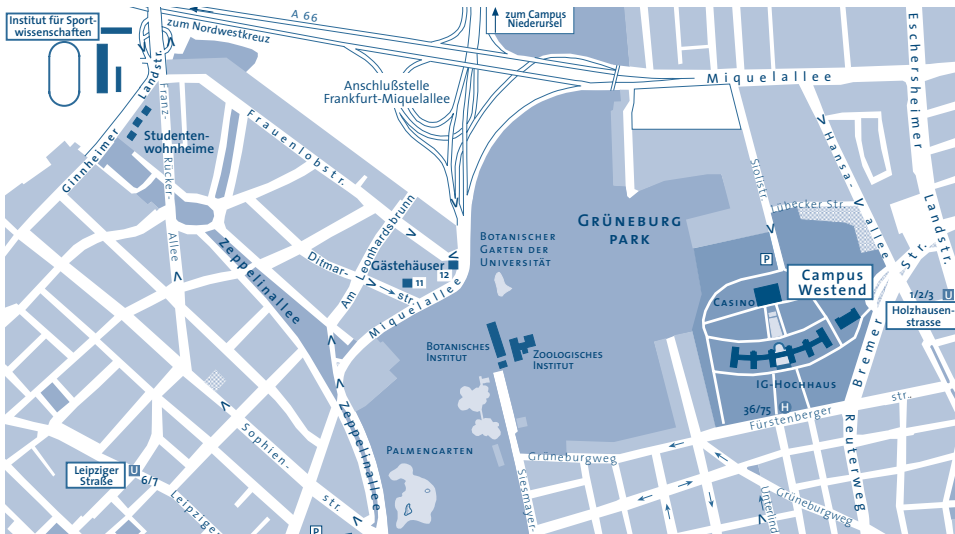 Institut für Sport-
wissenschaften
A 66
zum Nordwestkreuz
zum Campus
Niederursel
Anschlußstelle
Frankfurt-Miquelallee
Miquelallee
Eschersheimer
Landstr.
Ginnheimer
Landstr.
Franz-
Rücker-
Allee
Studenten-
wohnheime
Frauenlobstr.
Hansa-
allee
Siolistr.
Lübecker Str.
GRÜNEBURG
PARK
BOTANISCHER
GARTEN DER
UNIVERSITÄT
Zeppelinallee
Ditmar-
str.
Am Leonhardsbrunn
Gästehäuser
11
12
Miquelallee
P
Campus
Westend
CASINO
IG-HOCHHAUS
1/2/3 U
Holzhausen-
strasse
Bremer
Str.
BOTANISCHES
INSTITUT
ZOOLOGISCHES
INSTITUT
36/75 H
Fürstenberger
str.
Reuterweg
Zeppelinallee
Sophien-
str.
PALMENGARTEN
Grüneburgweg
Siesmayer-
Unterlind
Grüneburgweg
Leipziger
Straße
U
6/7
Leipziger
P